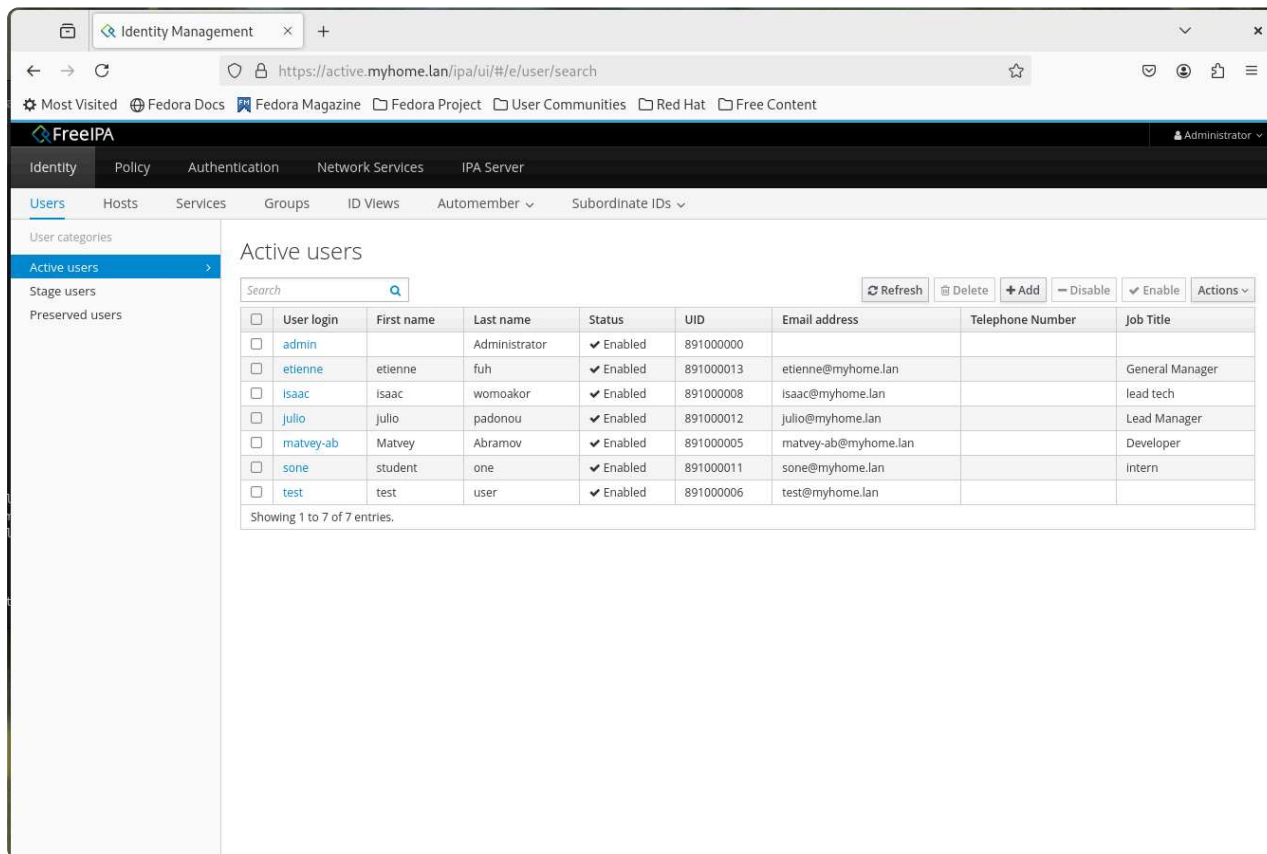 Identity Management
https://active.myhome.lan/ipa/ui/#/e/user/search
Most Visited Fedora Docs Fedora Magazine Fedora Project User Communities Red Hat Free Content
FreeIPA Administrator
Identity Policy Authentication Network Services IPA Server
Users Hosts Services Groups ID Views Automember Subordinate IDs
User categories
Active users
Stage users
Preserved users
Active users
Search Refresh Delete Add Disable Enable Actions
User login First name Last name Status UID Email address Telephone Number Job Title
admin Administrator Enabled 891000000
etienne etienne fuh Enabled 891000013 etienne@myhome.lan General Manager
isaac isaac womoakor Enabled 891000008 isaac@myhome.lan lead tech
julio julio padonou Enabled 891000012 julio@myhome.lan Lead Manager
matvey-ab Matvey Abramov Enabled 891000005 matvey-ab@myhome.lan Developer
sone student one Enabled 891000011 sone@myhome.lan intern
test test user Enabled 891000006 test@myhome.lan
Showing 1 to 7 of 7 entries.